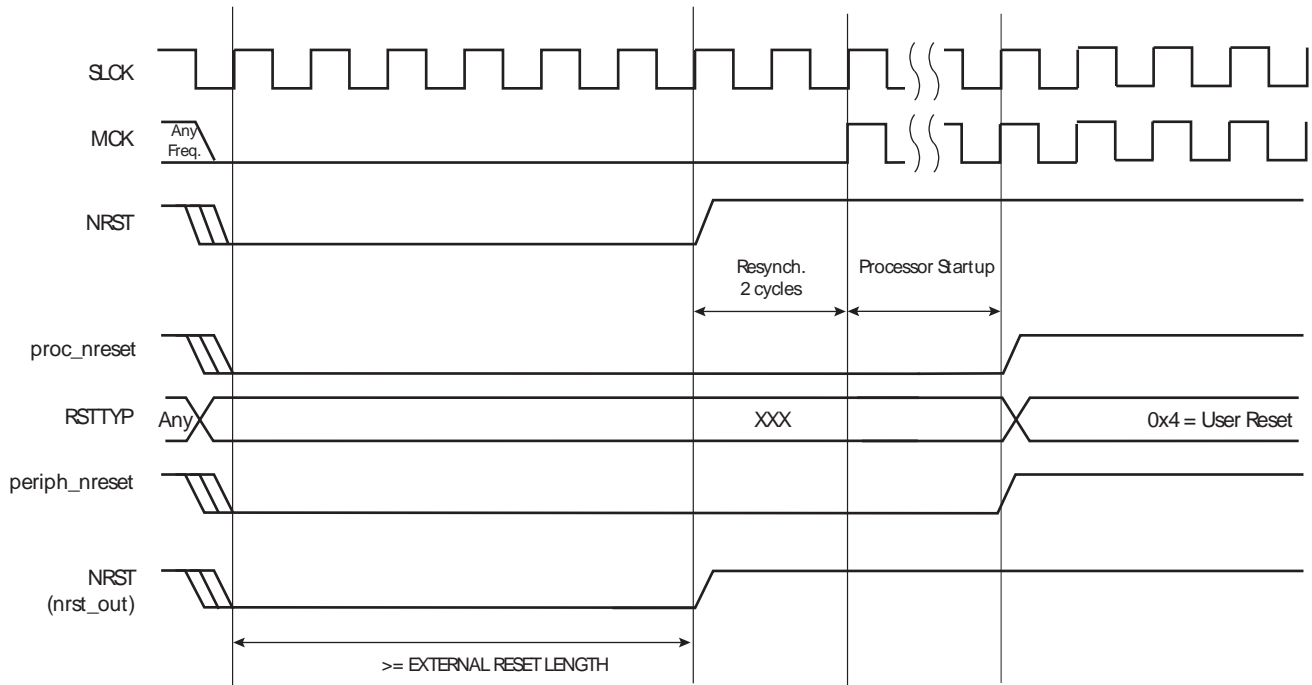 SLCK
MCK
Any
Freq.
NRST
Resynch.
2 cycles
Processor Startup
proc_nreset
RSTTYP
Any
XXX
0x4 = User Reset
periph_nreset
NRST
(nrst_out)
>= EXTERNAL RESET LENGTH